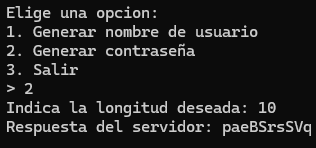 Elige una opcion:
1. Generar nombre de usuario
2. Generar contraseña
3. Salir
> 2
Indica la longitud deseada: 10
Respuesta del servidor: paeBSrsSVq